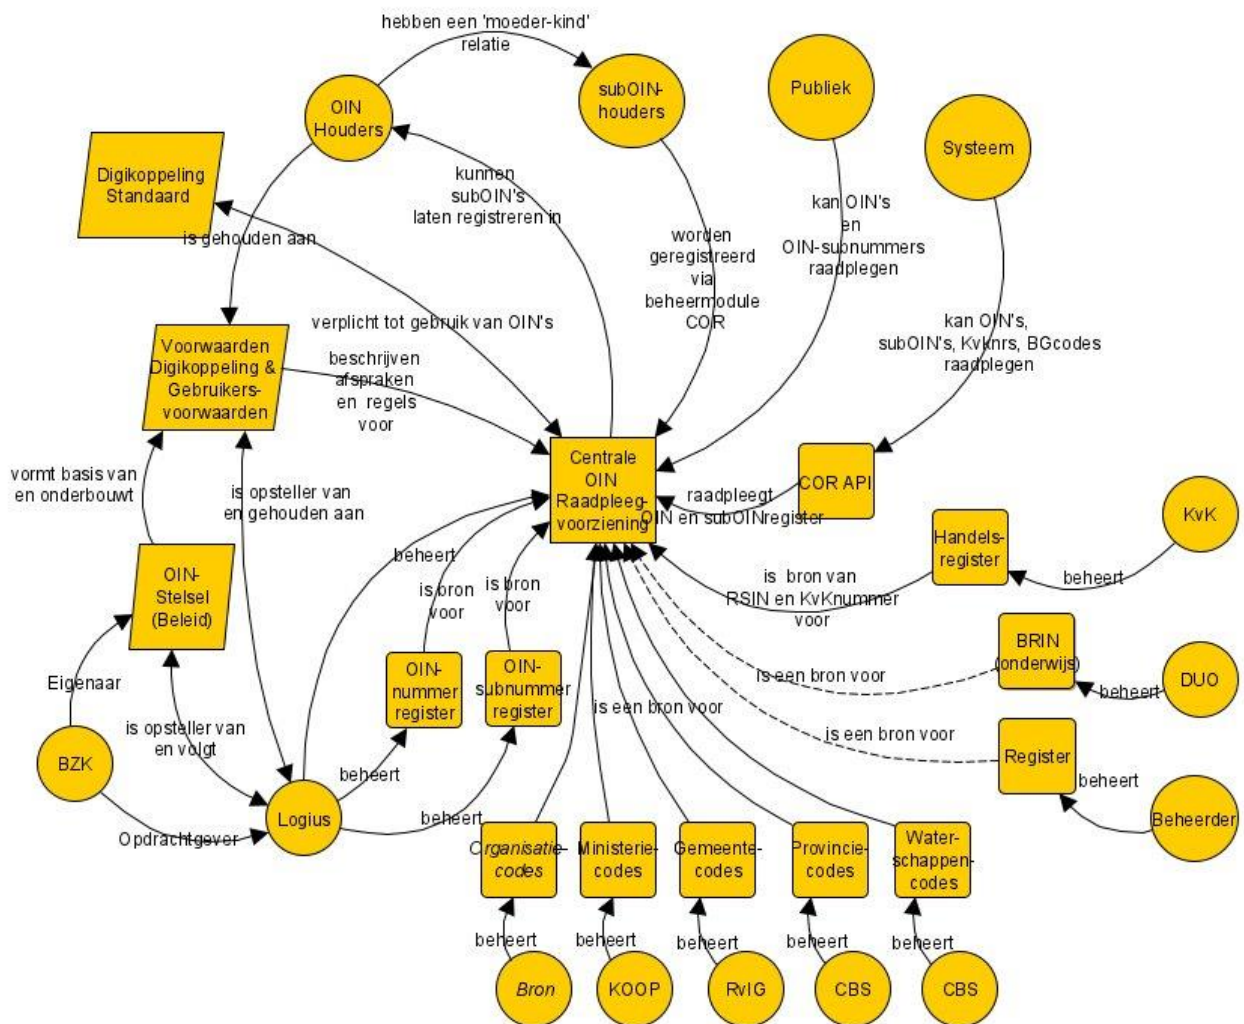 hebben een 'moeder-kind'
relatie
OIN
Houders
subOIN-
houders
Publiek
Systeem
Digikoppeling
Standaard
kunnen
subOIN's
laten registreren in
is gehouden aan
worden
geregistreerd
via
beheermodule
COR
kan OIN's
en
OIN-subnummers
raadplegen
kan OIN's,
subOIN's, Kvknrs, BGcodes
raadplegen
verplicht tot gebruik van OIN's
Voorwaarden
Digikoppeling &
Gebruikers-
voorwaarden
beschrijven
afspraken
en regels
voor
Centrale
OIN
Raadpleeg-
voorziening
COR API
raadpleegt
OIN en subOINregister
vormt basis van
en onderbouwt
is opsteller van
en gehouden aan
KvK
Handels-
register
beheert
is bron van
RSIN en KvKnummer
voor
OIN-
Stelsel
(Beleid)
beheert
is bron
voor
is bron
voor
BRIN
(onderwijs)
DUO
beheert
is een bron voor
Eigenaar
OIN-
nummer
register
OIN-
subnummer
register
is een bron voor
is een bron voor
is opsteller van
en volgt
BZK
Register
beheert
Beheerder
Logius
beheert
beheert
Opdrachtgever
Organisatie-
codes
Ministerie-
codes
Gemeente-
codes
Provincie-
codes
Water-
schappen-
codes
beheert
beheert
beheert
beheert
beheert
Bron
KOOP
RvIG
CBS
CBS